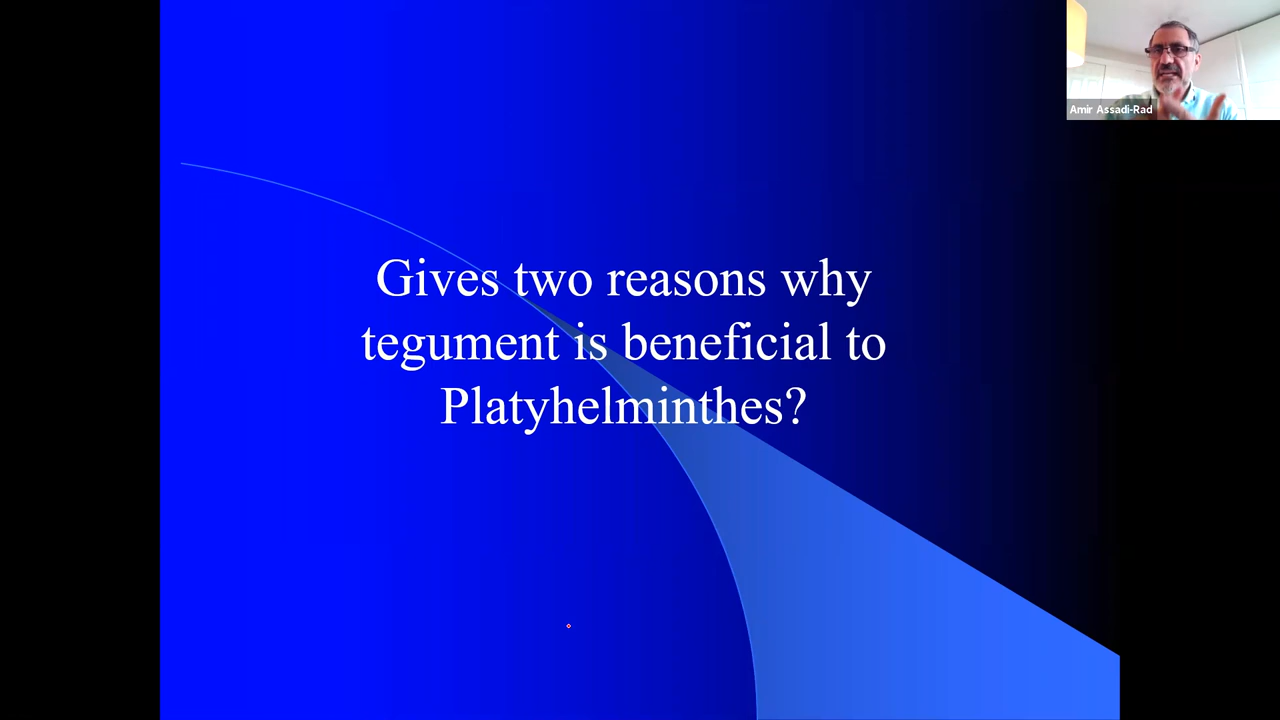 Gives two reasons why
tegument is beneficial to
Platyhelminthes?
Amir Assadi-Rad